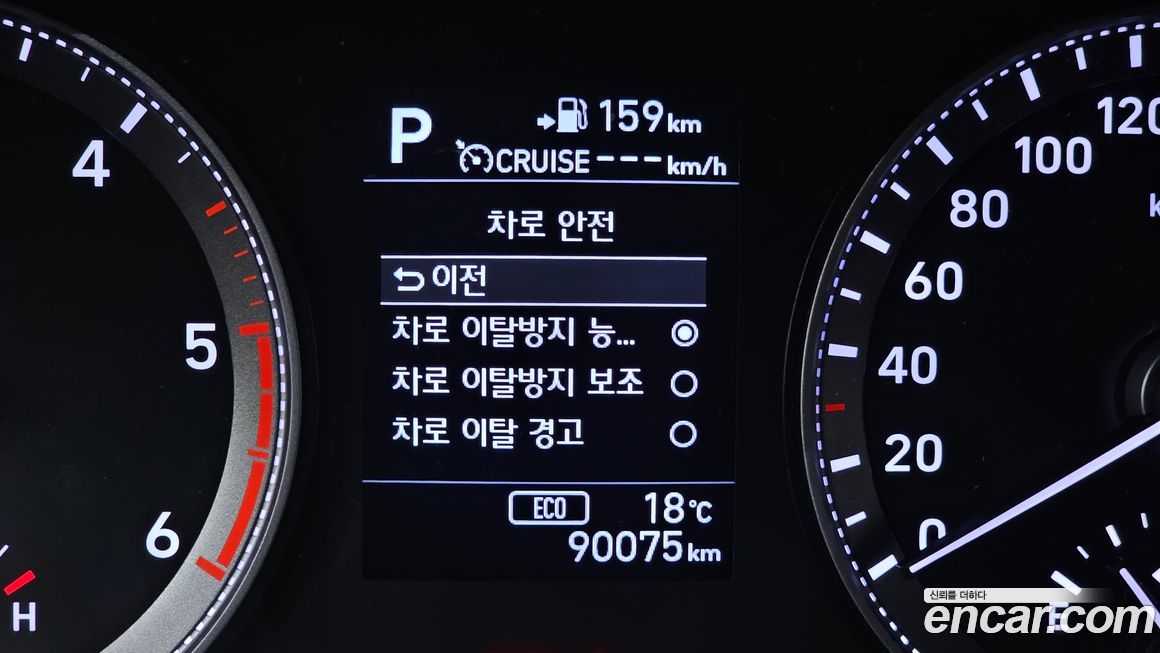 P
159km
CRUISE ---km/h
차로 안전
이전
차로 이탈방지 능...
차로 이탈방지 보조
차로 이탈 경고
ECO 18℃
90075km
4
5
6
H
120
100
80
60
40
20
0
E
신뢰를 더하다
encar.com